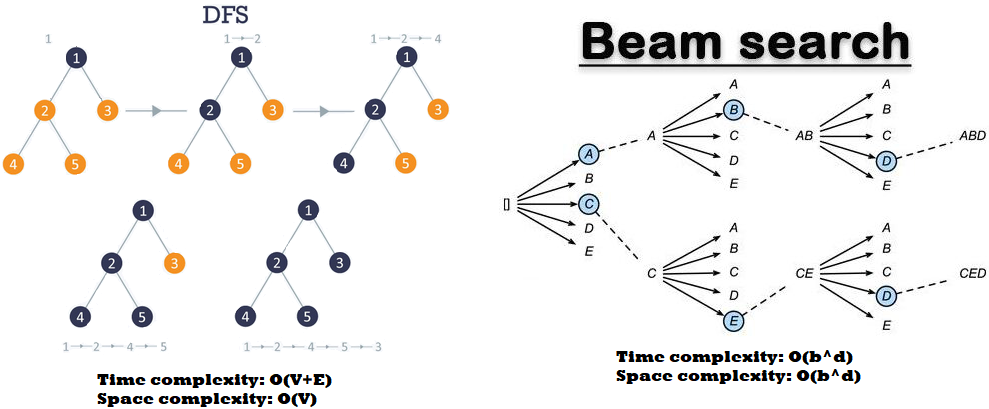 DFS
1
1→2
1→2→4
1
2
3
4
5
1
2
3
4
5
1
2
3
4
5
1
2
3
4
5
1→2→4→5
1
2
3
4
5
1→2→4→5→3
Time complexity: O(V+E)
Space complexity: O(V)
Beam search
[]
A
B
C
D
E
A
A
B
C
D
E
AB
A
B
C
D
E
ABD
C
A
B
C
D
E
CE
A
B
C
D
E
CED
Time complexity: O(b^d)
Space complexity: O(b^d)